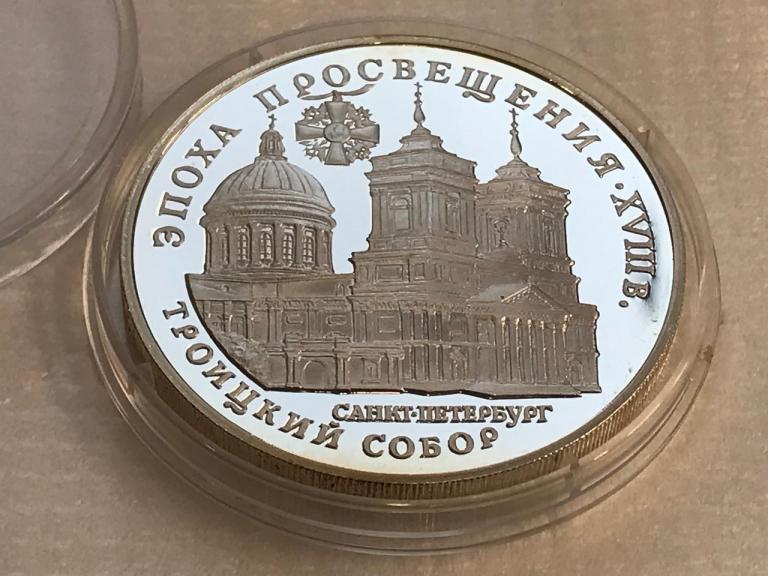 ЭПОХА ПРОСВЕЩЕНИЯ · XVIII В.
САНКТ-ПЕТЕРБУРГ
ТРОИЦКИЙ СОБОР